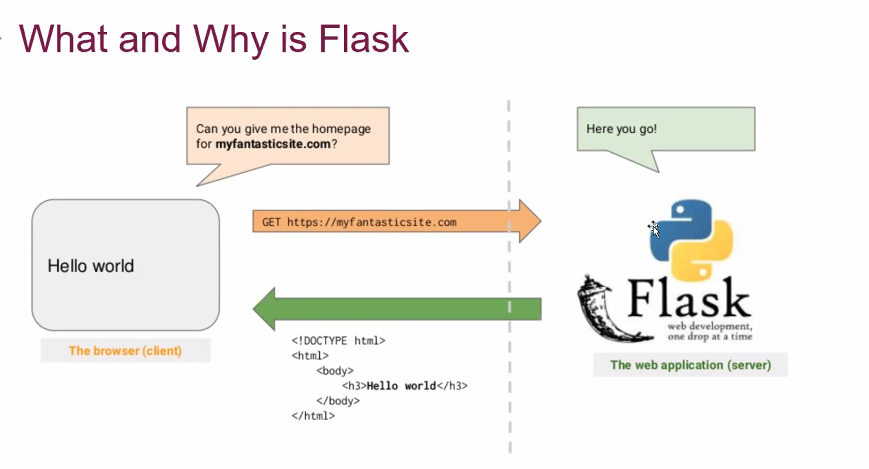 What and Why is Flask
Can you give me the homepage
for myfantasticsite.com?
Here you go!
GET https://myfantasticsite.com
Hello world
The browser (client)
<!DOCTYPE html>
<html>
<body>
<h3>Hello world</h3>
</body>
</html>
Flask
web development,
one drop at a time
The web application (server)